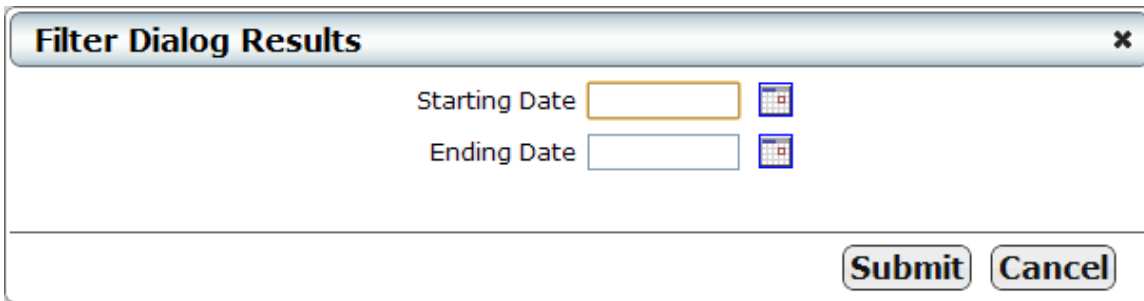 Filter Dialog Results
Starting Date
Ending Date
Submit Cancel